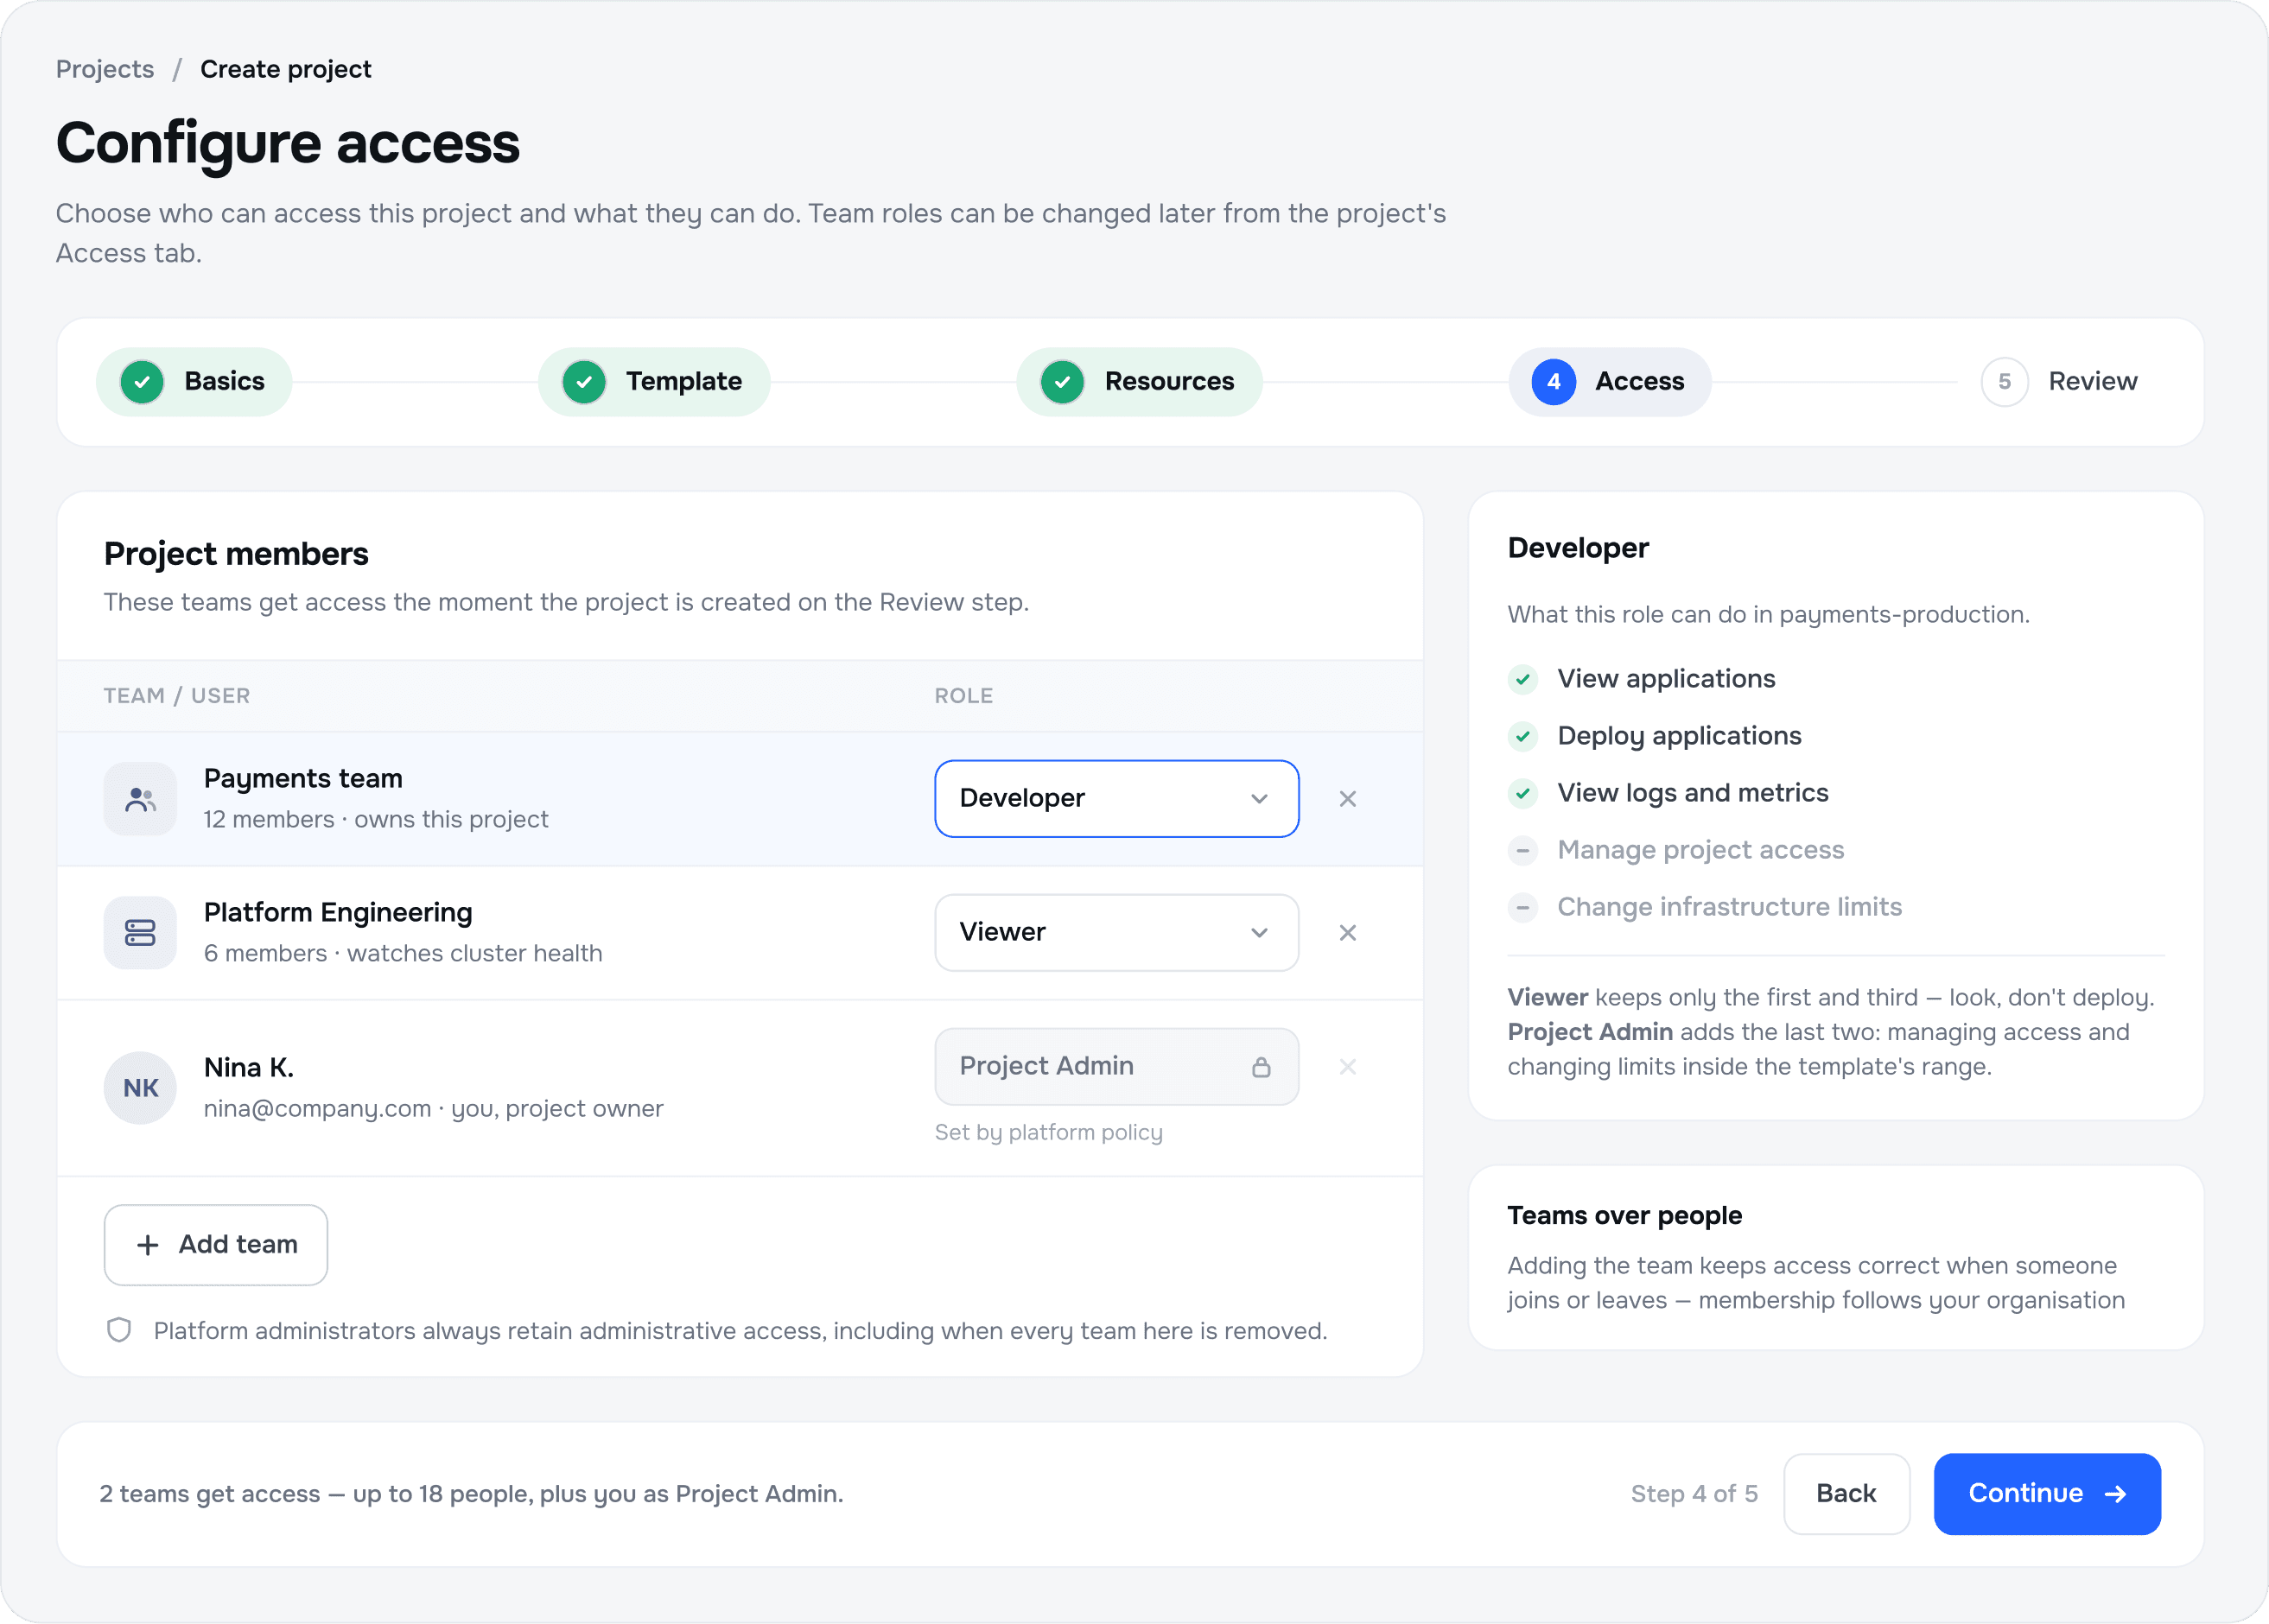 Projects / Create project
Configure access
Choose who can access this project and what they can do. Team roles can be changed later from the project's
Access tab.
Basics
Template
Resources
4 Access
5 Review
Project members
These teams get access the moment the project is created on the Review step.
TEAM / USER ROLE
Payments team
12 members · owns this project
Developer
Platform Engineering
6 members · watches cluster health
Viewer
NK
Nina K.
nina@company.com · you, project owner
Project Admin
Set by platform policy
Add team
Platform administrators always retain administrative access, including when every team here is removed.
Developer
What this role can do in payments-production.
View applications
Deploy applications
View logs and metrics
Manage project access
Change infrastructure limits
Viewer keeps only the first and third — look, don't deploy.
Project Admin adds the last two: managing access and
changing limits inside the template's range.
Teams over people
Adding the team keeps access correct when someone
joins or leaves — membership follows your organisation
2 teams get access — up to 18 people, plus you as Project Admin.
Step 4 of 5
Back
Continue